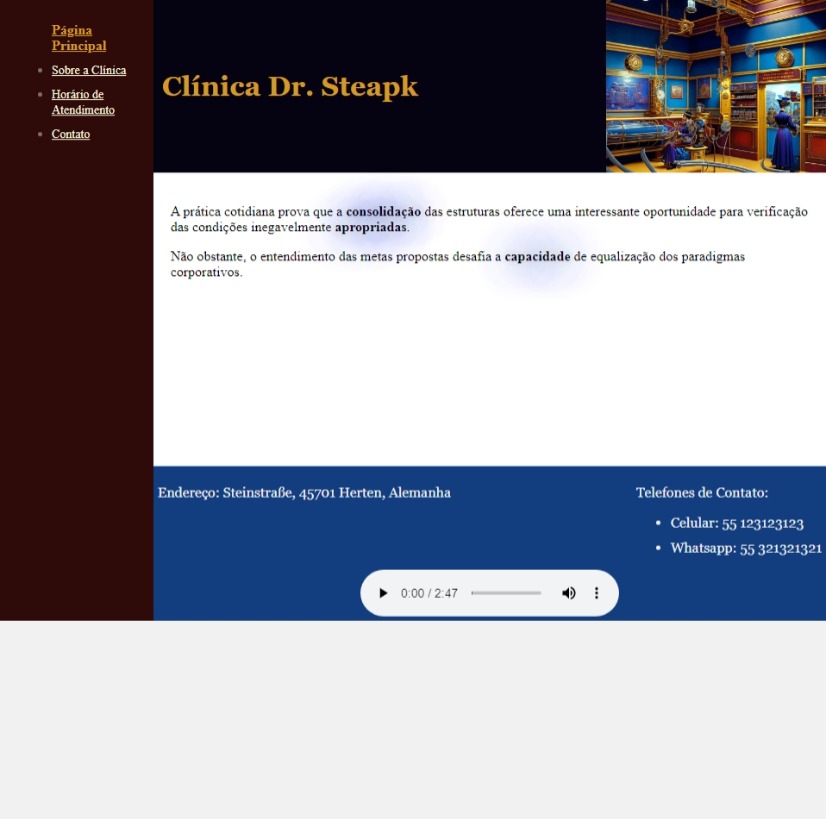 Página
Principal
Sobre a Clínica
Horário de
Atendimento
Contato
Clínica Dr. Steapk
A prática cotidiana prova que a consolidação das estruturas oferece uma interessante oportunidade para verificação
das condições inegavelmente apropriadas.
Não obstante, o entendimento das metas propostas desafia a capacidade de equalização dos paradigmas
corporativos.
Endereço: Steinstraße, 45701 Herten, Alemanha
Telefones de Contato:
Celular: 55 123123123
Whatsapp: 55 321321321
0:00 / 2:47